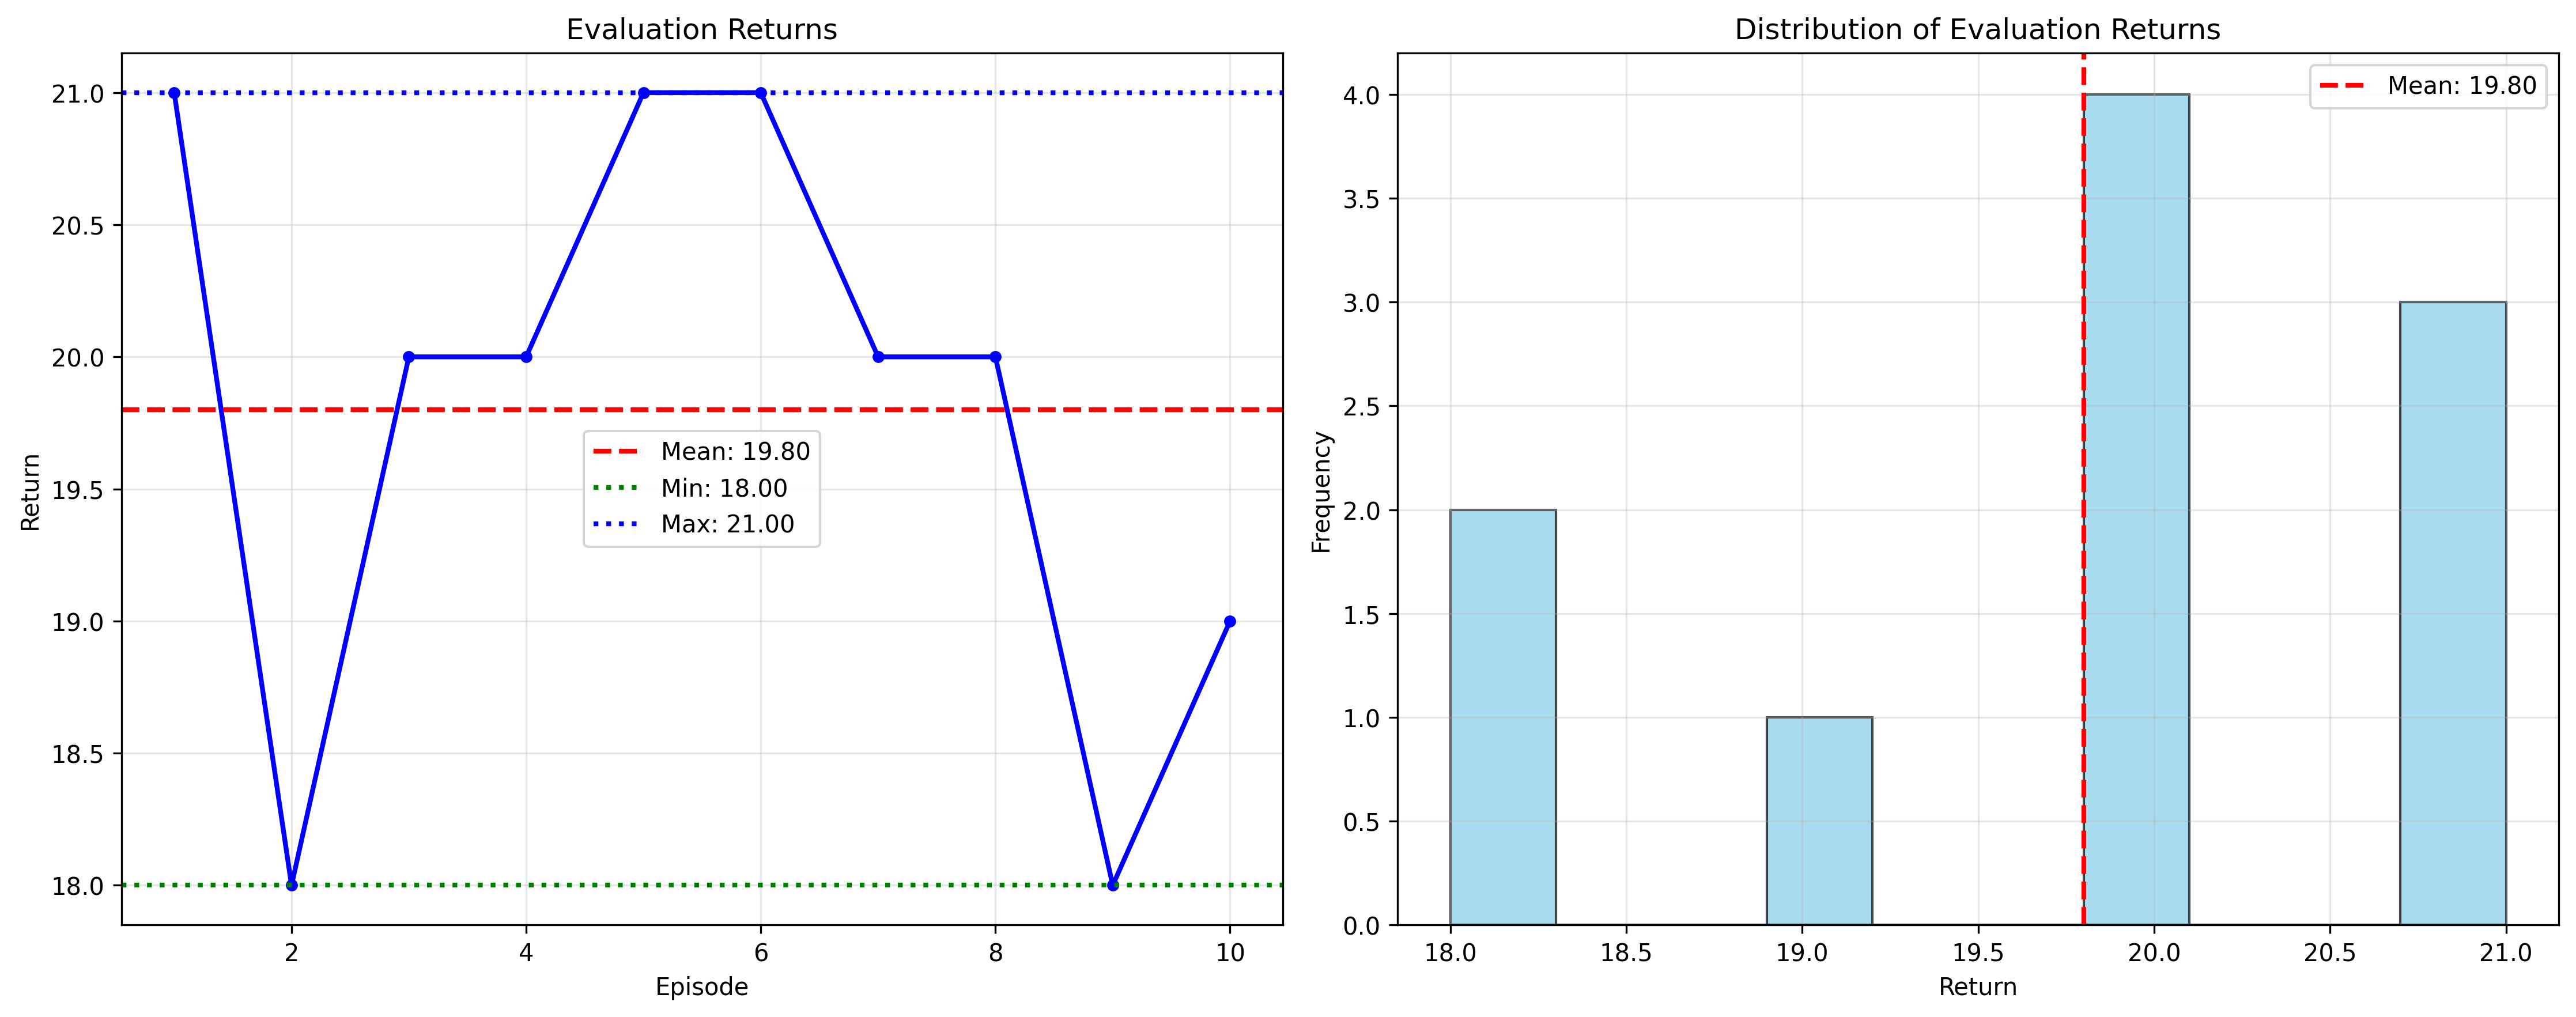 Evaluation Returns
21.0
20.5
20.0
19.5
19.0
18.5
18.0
Return
Mean: 19.80
Min: 18.00
Max: 21.00
2 4 6 8 10
Episode
Distribution of Evaluation Returns
Mean: 19.80
4.0
3.5
3.0
2.5
2.0
1.5
1.0
0.5
0.0
Frequency
18.0 18.5 19.0 19.5 20.0 20.5 21.0
Return